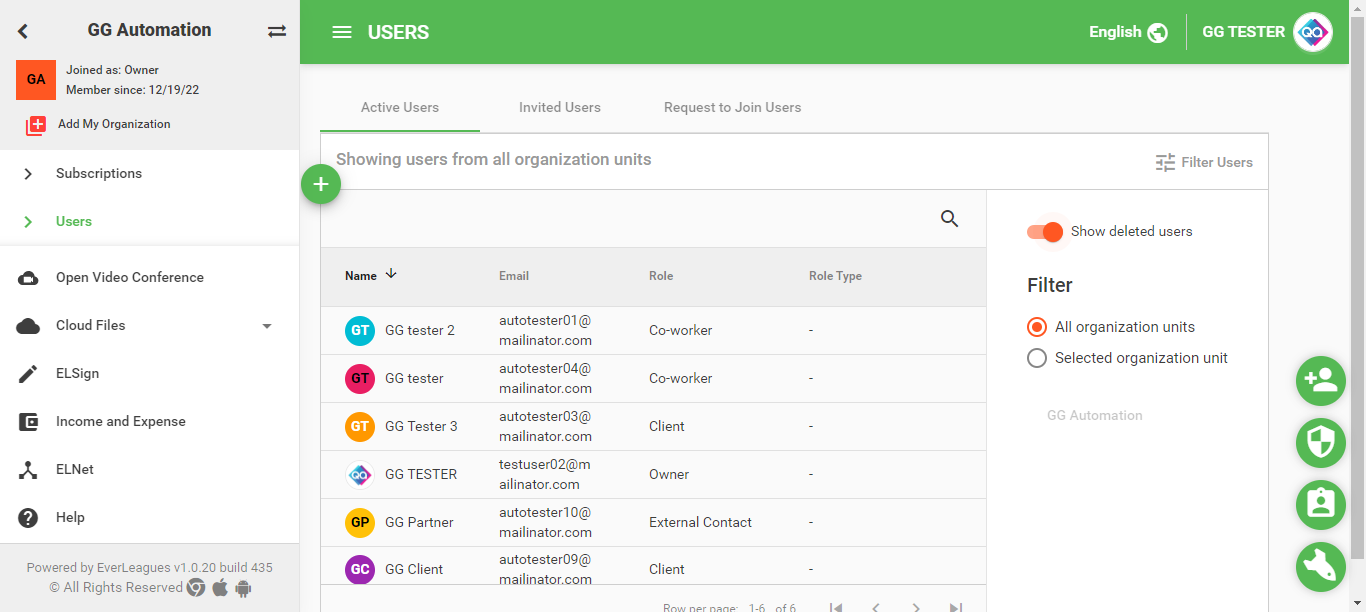 GG Automation
GA
Joined as: Owner
Member since: 12/19/22
Add My Organization
Subscriptions
Users
Open Video Conference
Cloud Files
ELSign
Income and Expense
ELNet
Help
Powered by EverLeagues v1.0.20 build 435
© All Rights Reserved
USERS
English
GG TESTER
QA
Active Users
Invited Users
Request to Join Users
Showing users from all organization units
Filter Users
+
Name
Email
Role
Role Type
GT
GG tester 2
autotester01@
mailinator.com
Co-worker
-
GT
GG tester
autotester04@
mailinator.com
Co-worker
-
GT
GG Tester 3
autotester03@
mailinator.com
Client
-
QA
GG TESTER
testuser02@m
ailinator.com
Owner
-
GP
GG Partner
autotester10@
mailinator.com
External Contact
-
GC
GG Client
autotester09@
mailinator.com
Client
-
Row per page: 1-6 of 6
Show deleted users
Filter
All organization units
Selected organization unit
GG Automation